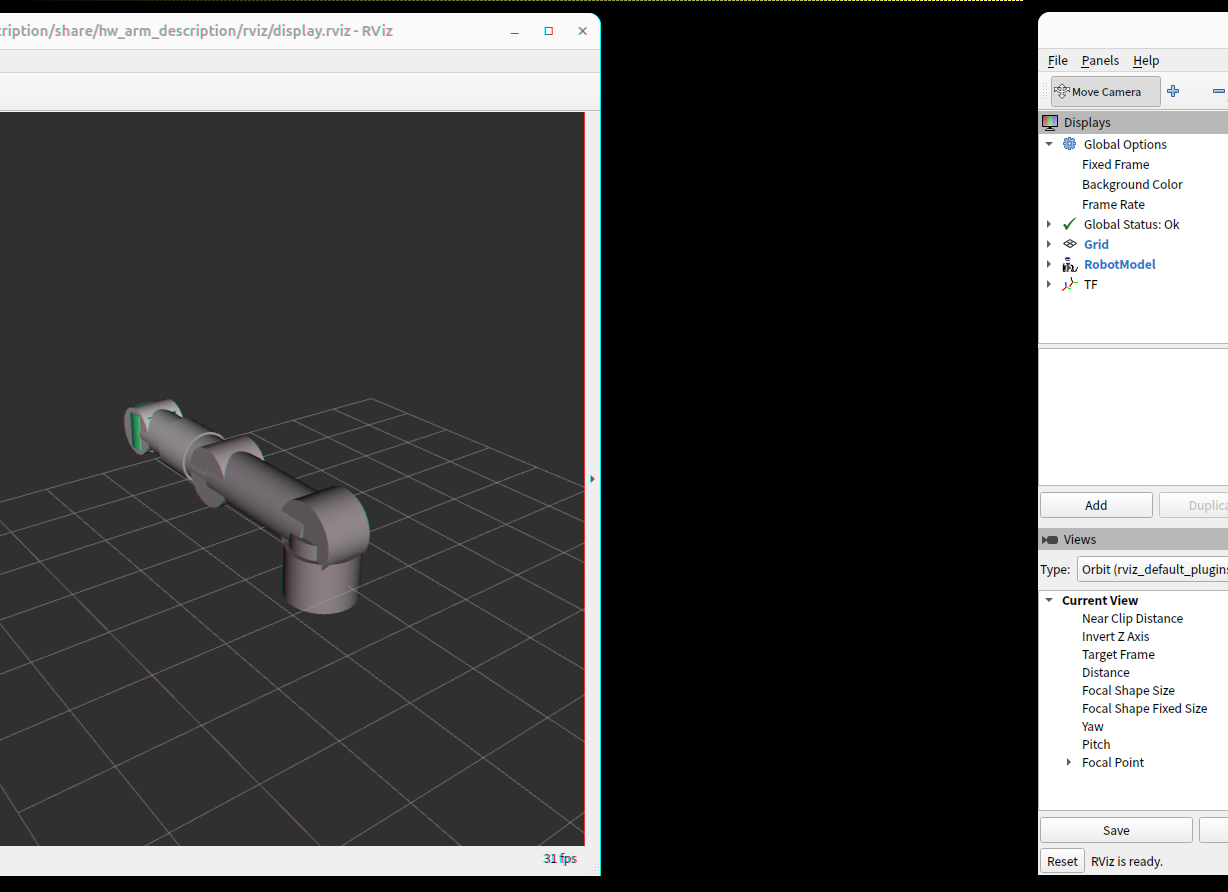 ription/share/hw_arm_description/rviz/display.rviz - RViz
31 fps
File Panels Help
Move Camera
Displays
Global Options
Fixed Frame
Background Color
Frame Rate
Global Status: Ok
Grid
RobotModel
TF
Add Duplica
Views
Type: Orbit (rviz_default_plugins
Current View
Near Clip Distance
Invert Z Axis
Target Frame
Distance
Focal Shape Size
Focal Shape Fixed Size
Yaw
Pitch
Focal Point
Save
Reset RViz is ready.